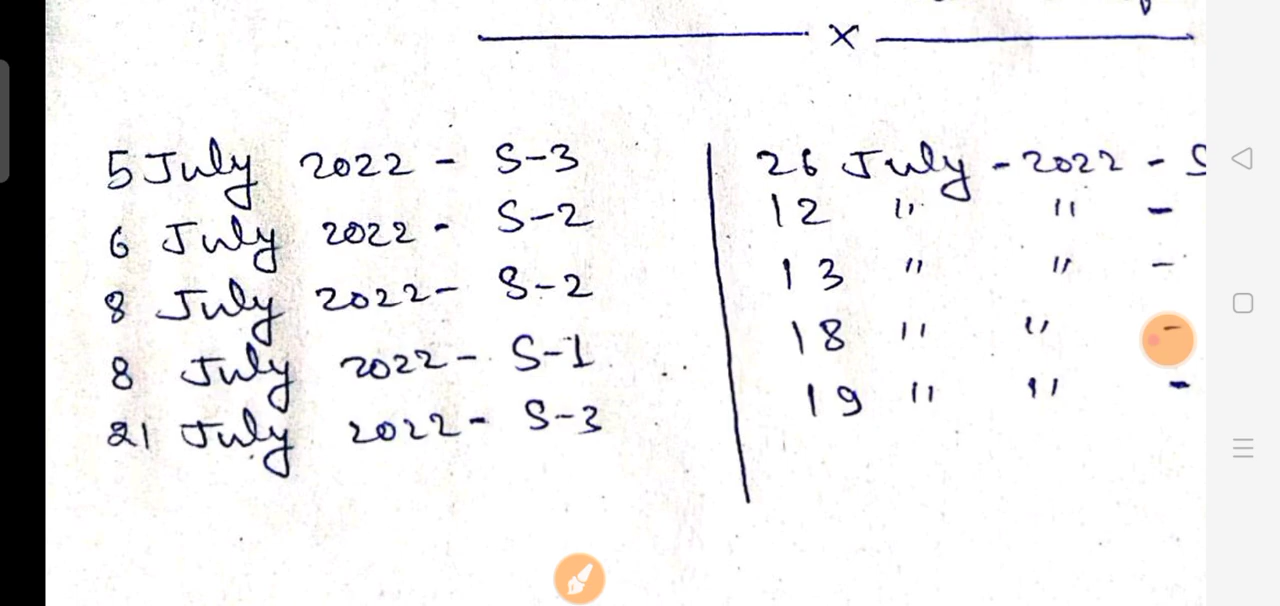 x
5 July 2022 - S-3
6 July 2022 - S-2
8 July 2022 - S-2
8 July 2022 - S-1
21 July 2022 - S-3
26 July - 2022 - S
12 " " -
13 " " -
18 " " -
19 " " -